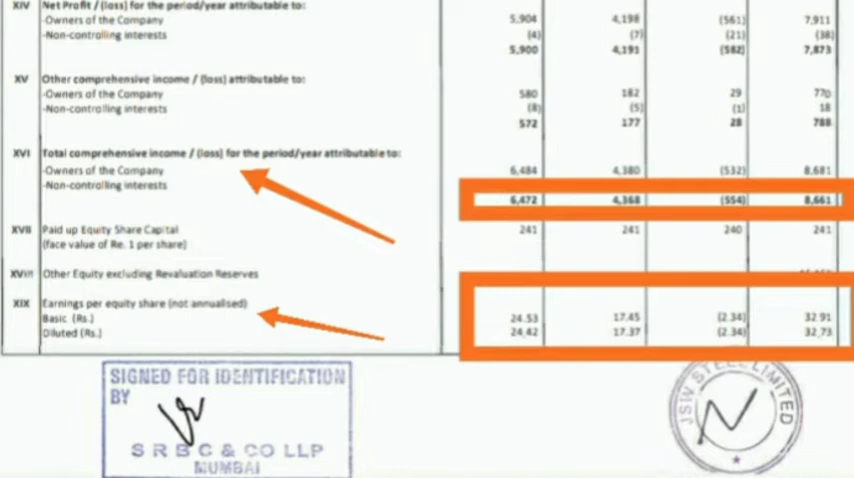 XIV Net Profit / (loss) for the period/year attributable to:
-Owners of the Company 5,904 4,198 (561) 7,911
-Non-controlling interests (4) (7) (21) (38)
5,900 4,191 (582) 7,873
XV Other comprehensive income / (loss) attributable to:
-Owners of the Company 580 182 29 770
-Non-controlling interests (8) (5) (1) 18
572 177 28 788
XVI Total comprehensive income / (loss) for the period/year attributable to:
-Owners of the Company 6,484 4,380 (532) 8,681
-Non-controlling interests
6,472 4,368 (554) 8,661
XVII Paid up Equity Share Capital 241 241 240 241
(face value of Re. 1 per share)
XVIII Other Equity excluding Revaluation Reserves
XIX Earnings per equity share (not annualised)
Basic (Rs.) 24.53 17.45 (2.34) 32.91
Diluted (Rs.) 24.42 17.37 (2.34) 32.73
SIGNED FOR IDENTIFICATION
BY
S R B C & CO LLP
MUMBAI
JSW STEEL LIMITED